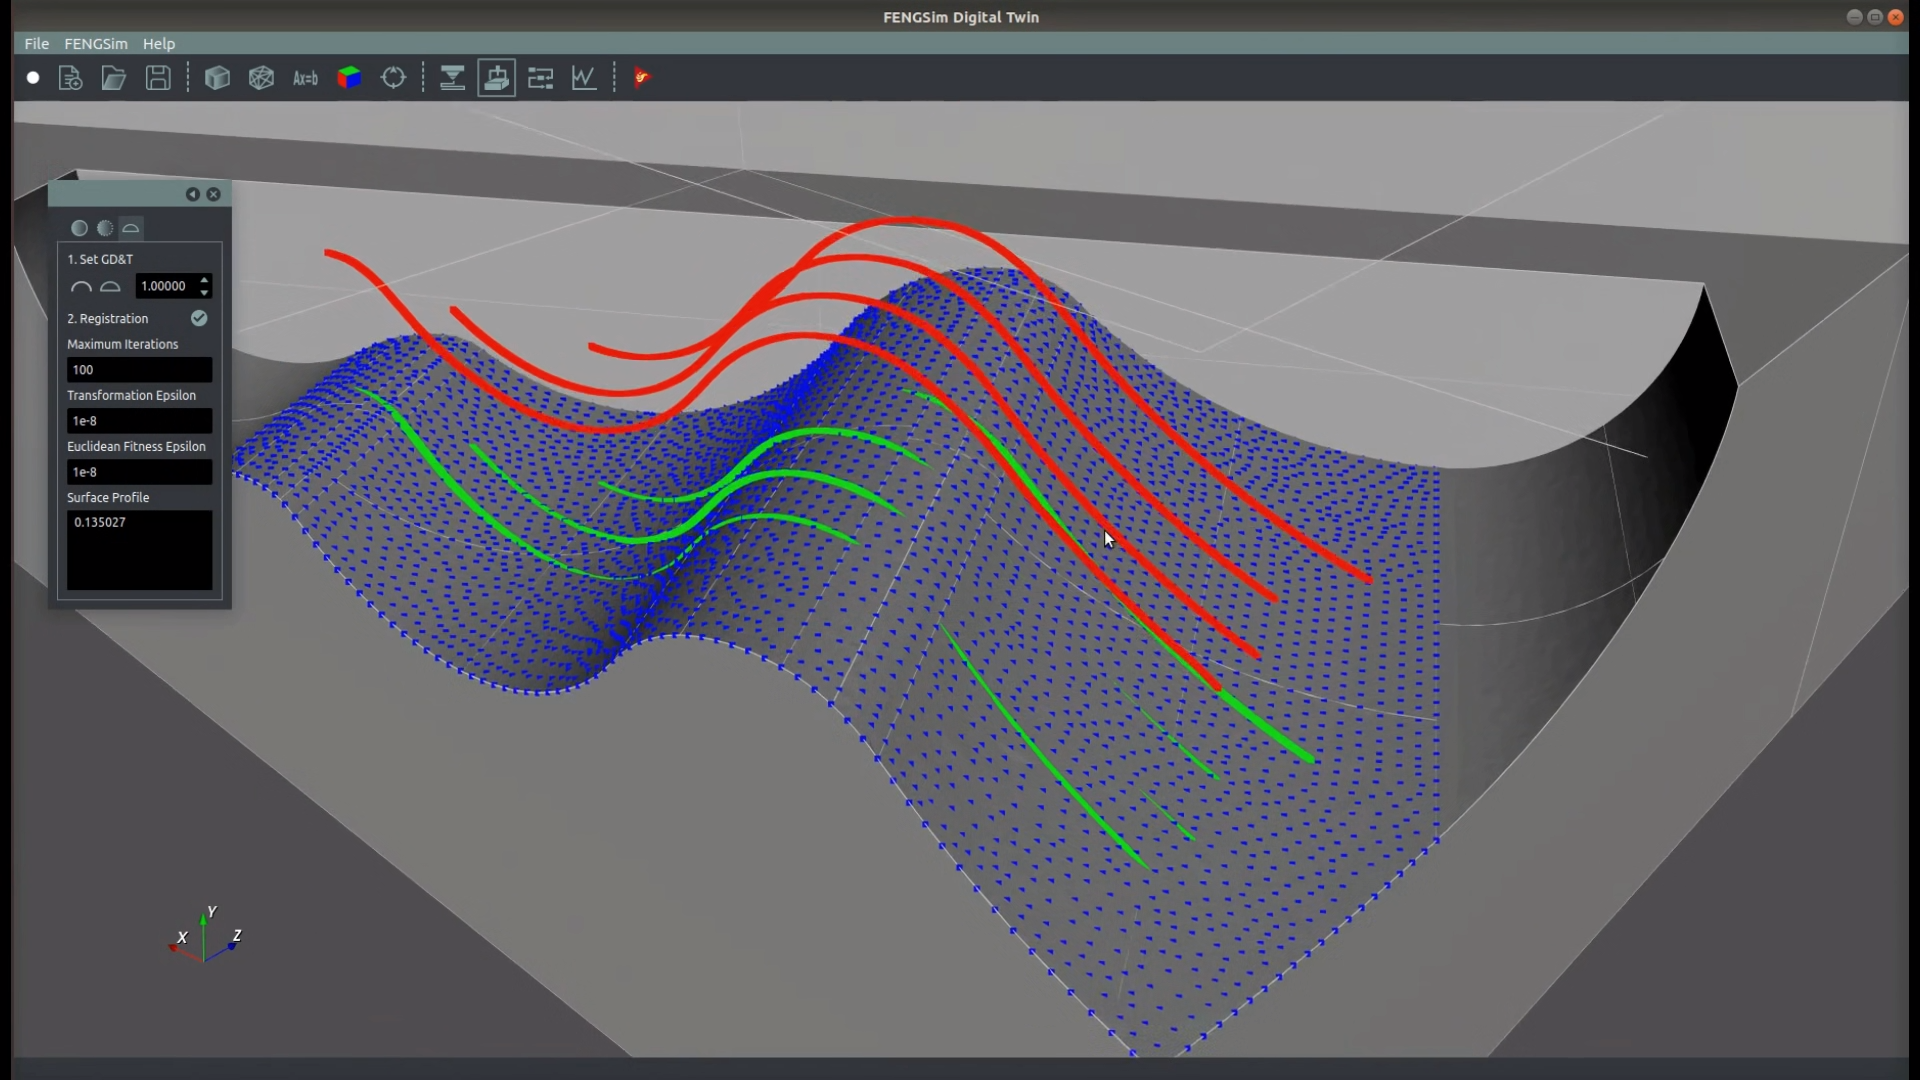 FENGSim Digital Twin
File FENGSim Help
Ax=b
1. Set GD&T
1.00000
2. Registration
Maximum Iterations
100
Transformation Epsilon
1e-8
Euclidean Fitness Epsilon
1e-8
Surface Profile
0.135027
Y
X Z